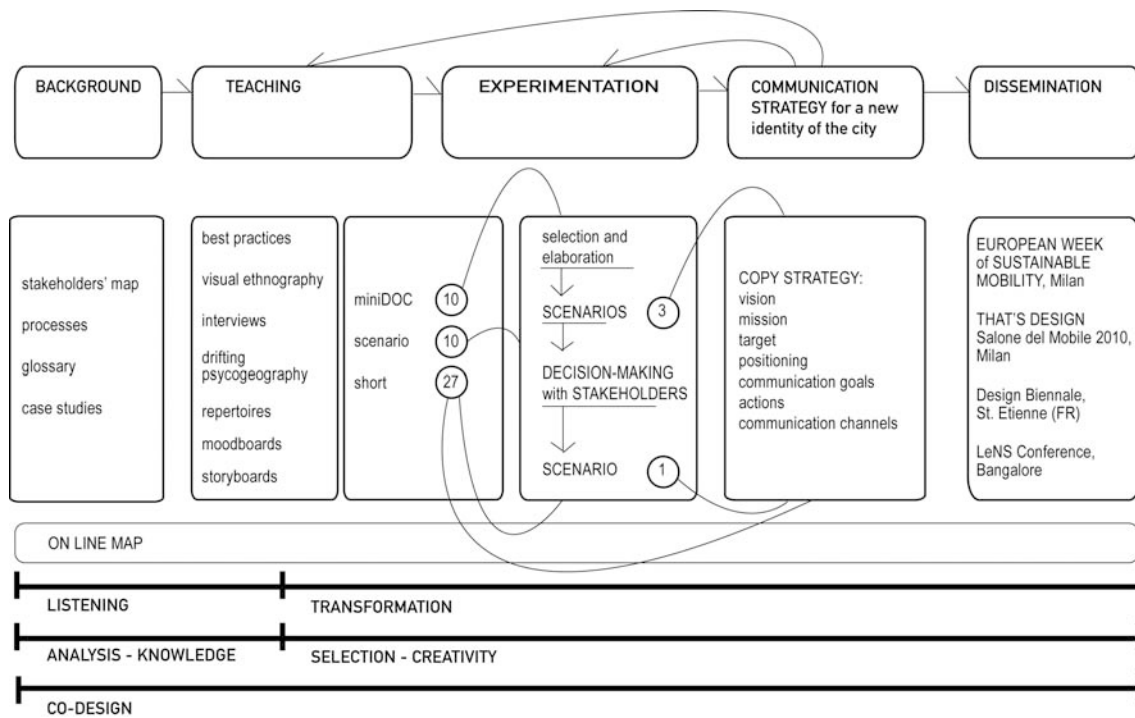 BACKGROUND
TEACHING
EXPERIMENTATION
COMMUNICATION
STRATEGY for a new
identity of the city
DISSEMINATION
stakeholders' map
processes
glossary
case studies
best practices
visual ethnography
interviews
drifting
psycogeography
repertoires
moodboards
storyboards
miniDOC 10
scenario 10
short 27
selection and
elaboration
SCENARIOS 3
DECISION-MAKING
with STAKEHOLDERS
SCENARIO 1
COPY STRATEGY:
vision
mission
target
positioning
communication goals
actions
communication channels
EUROPEAN WEEK
of SUSTAINABLE
MOBILITY, Milan
THAT'S DESIGN
Salone del Mobile 2010,
Milan
Design Biennale,
St. Etienne (FR)
LeNS Conference,
Bangalore
ON LINE MAP
LISTENING
TRANSFORMATION
ANALYSIS - KNOWLEDGE
SELECTION - CREATIVITY
CO-DESIGN